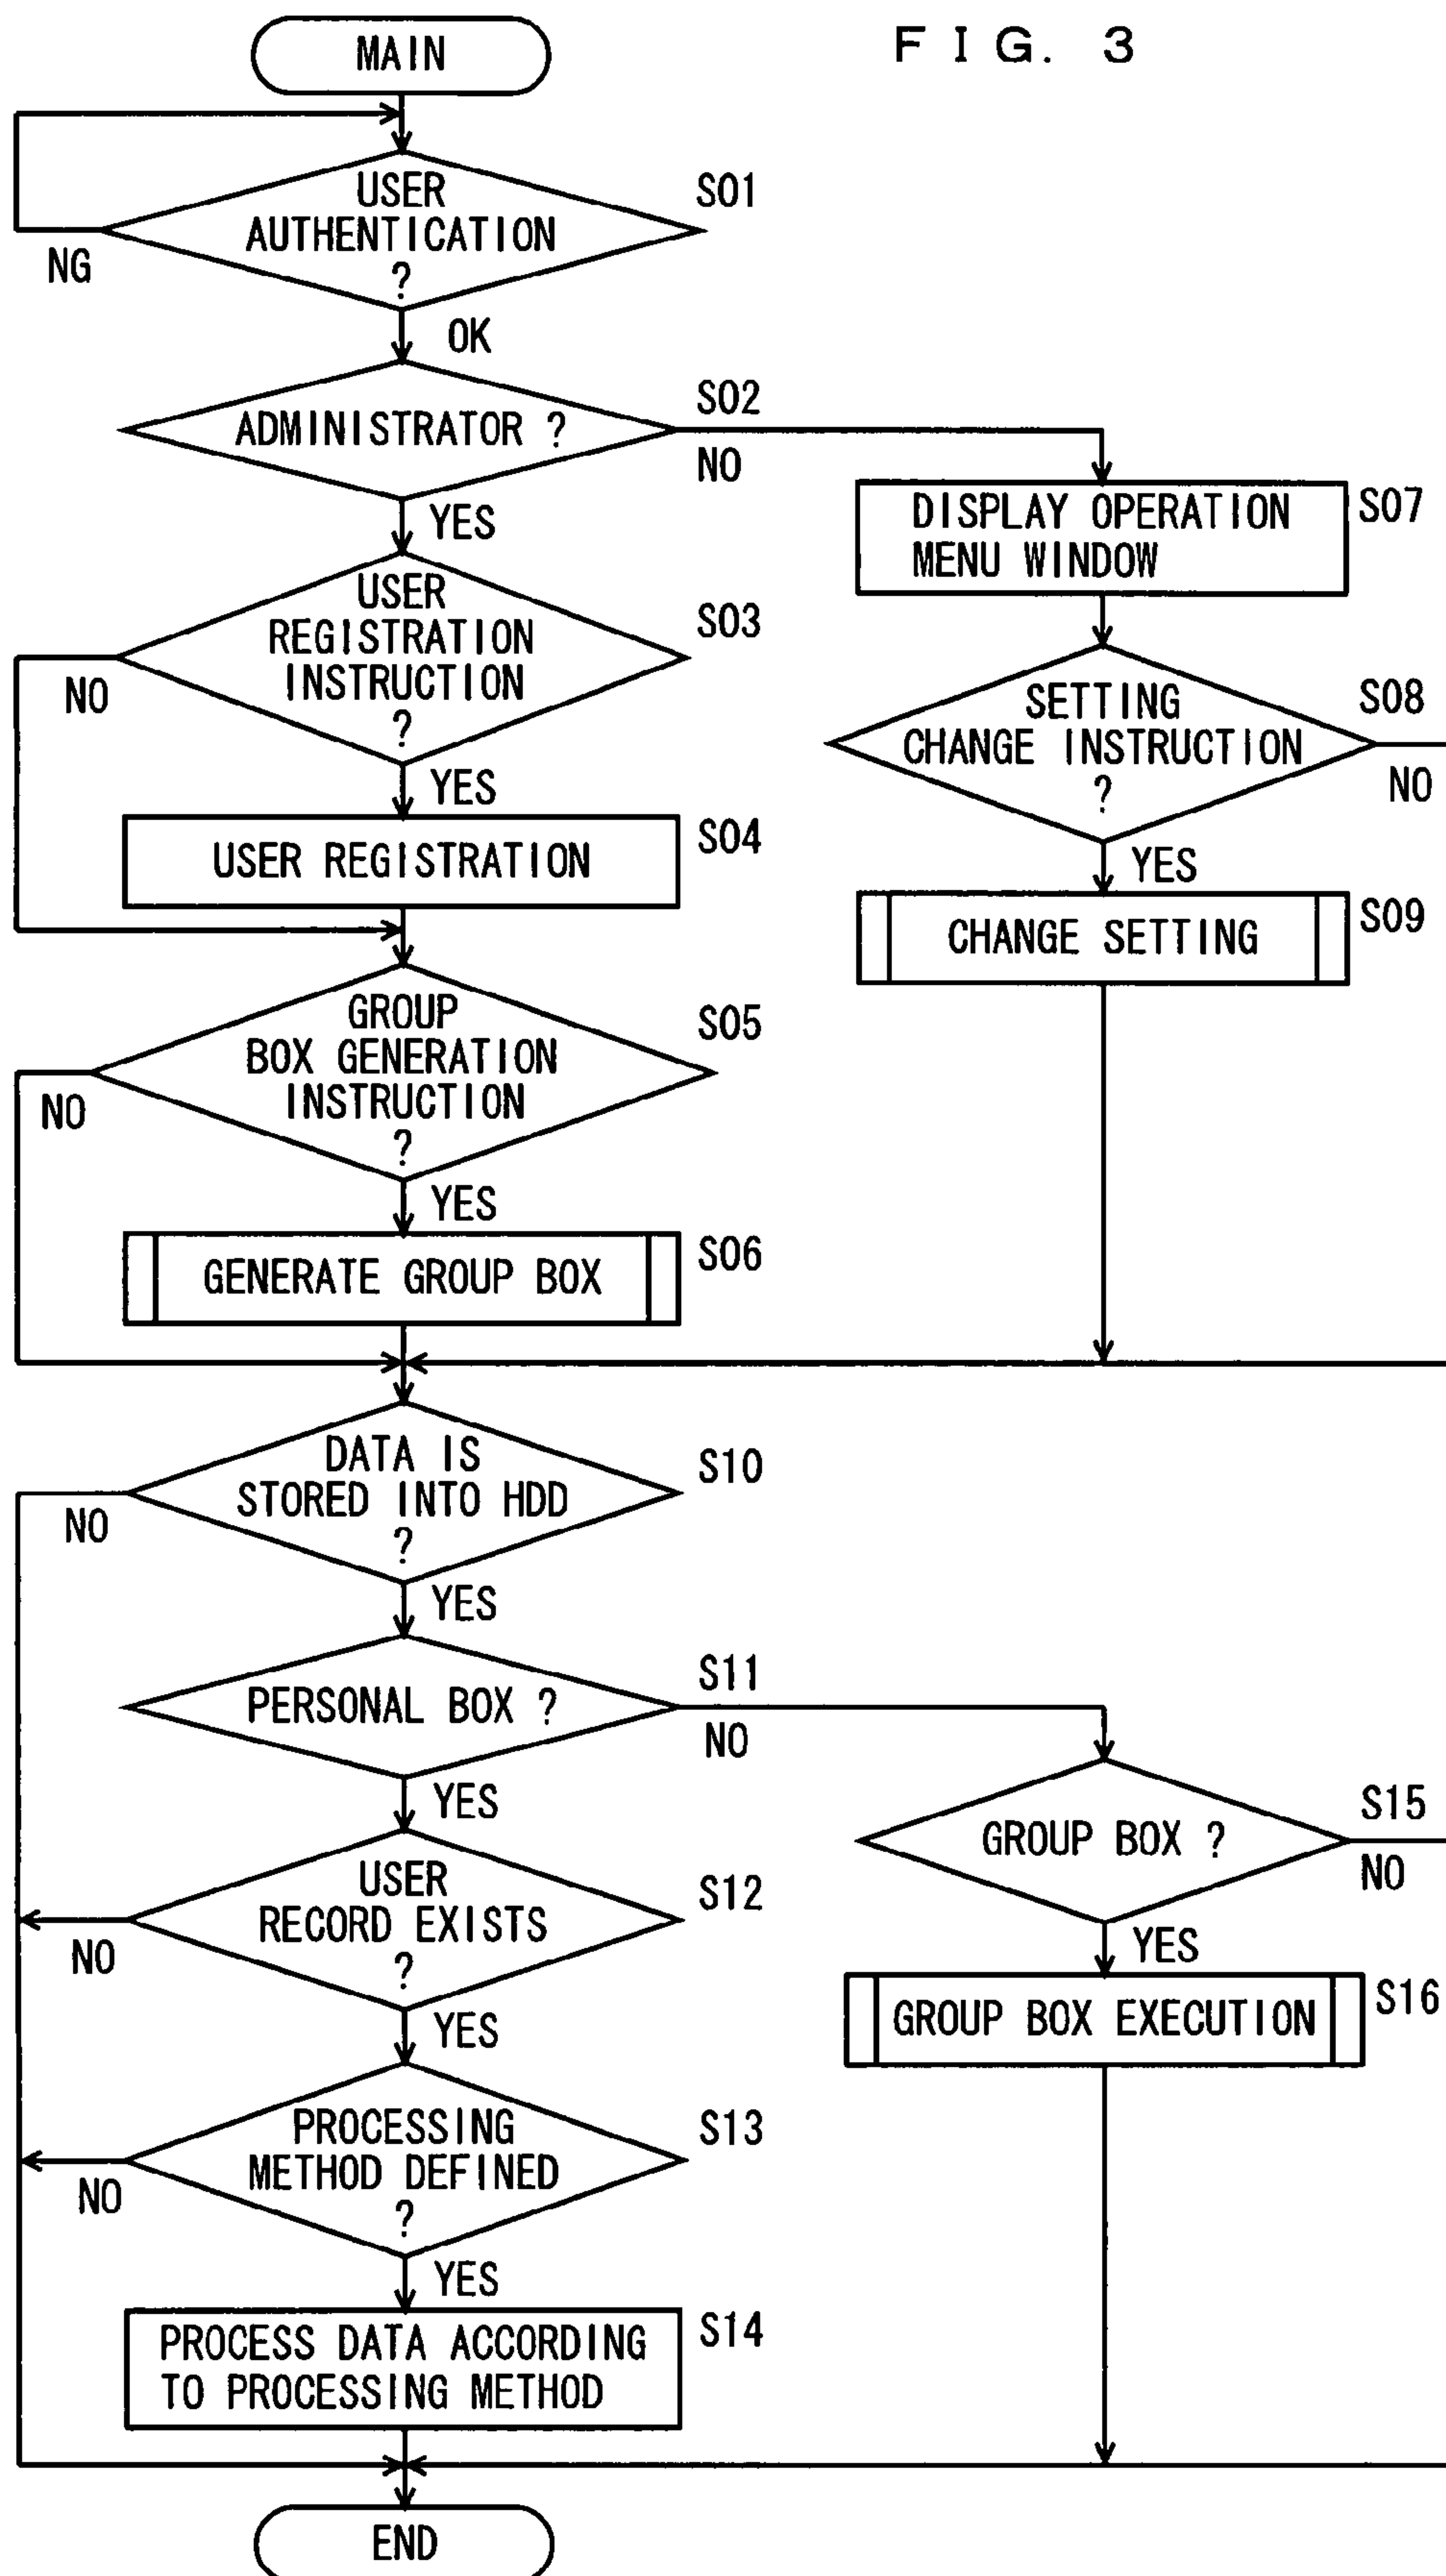 FIG. 3
MAIN
USER
AUTHENTICATION
?
S01
NG
OK
ADMINISTRATOR ?
S02
NO
YES
DISPLAY OPERATION
MENU WINDOW
S07
USER
REGISTRATION
INSTRUCTION
?
S03
NO
YES
SETTING
CHANGE INSTRUCTION
?
S08
NO
YES
USER REGISTRATION
S04
CHANGE SETTING
S09
GROUP
BOX GENERATION
INSTRUCTION
?
S05
NO
YES
GENERATE GROUP BOX
S06
DATA IS
STORED INTO HDD
?
S10
NO
YES
PERSONAL BOX ?
S11
NO
YES
GROUP BOX ?
S15
NO
YES
USER
RECORD EXISTS
?
S12
NO
YES
GROUP BOX EXECUTION
S16
PROCESSING
METHOD DEFINED
?
S13
NO
YES
PROCESS DATA ACCORDING
TO PROCESSING METHOD
S14
END